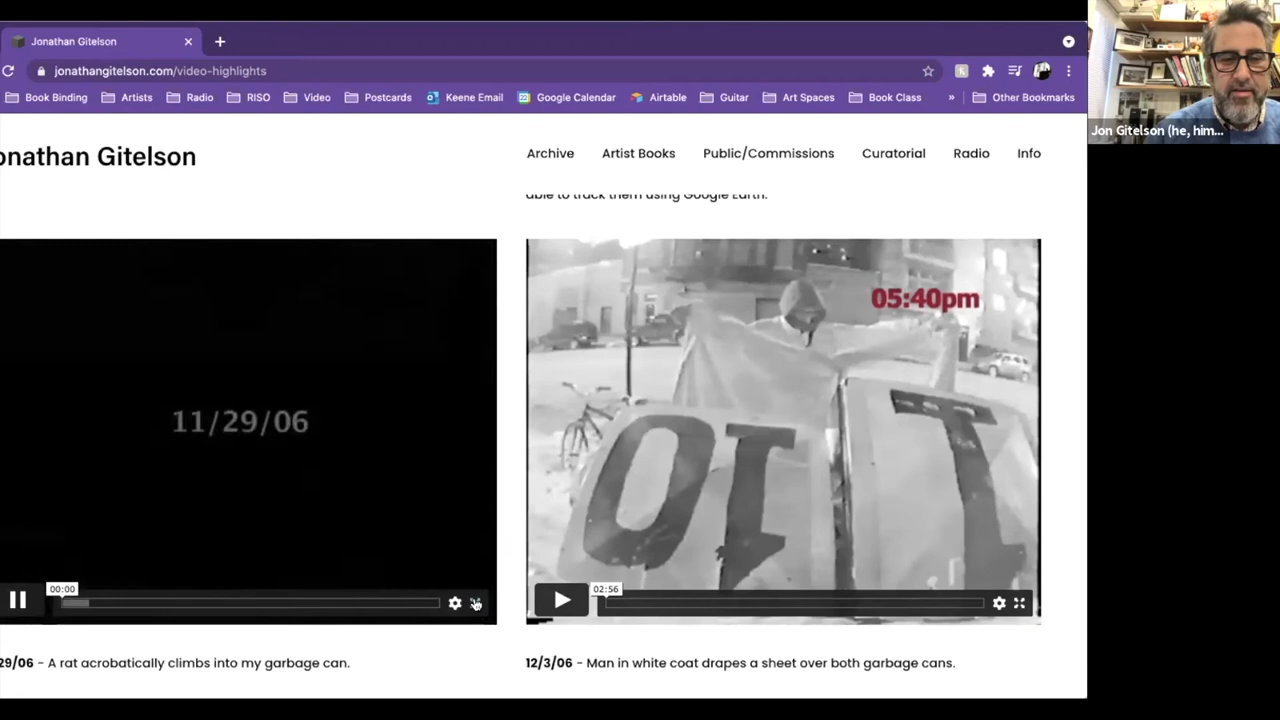 Jonathan Gitelson
jonathangitelson.com/video-highlights
Book Binding Artists Radio RISO Video Postcards Keene Email Google Calendar Airtable Guitar Art Spaces Book Class » Other Bookmarks
Jon Gitelson (he, him...
onathan Gitelson
Archive Artist Books Public/Commissions Curatorial Radio Info
able to track them using Google Earth.
11/29/06
05:40pm
00:00
02:56
29/06 - A rat acrobatically climbs into my garbage can.
12/3/06 - Man in white coat drapes a sheet over both garbage cans.